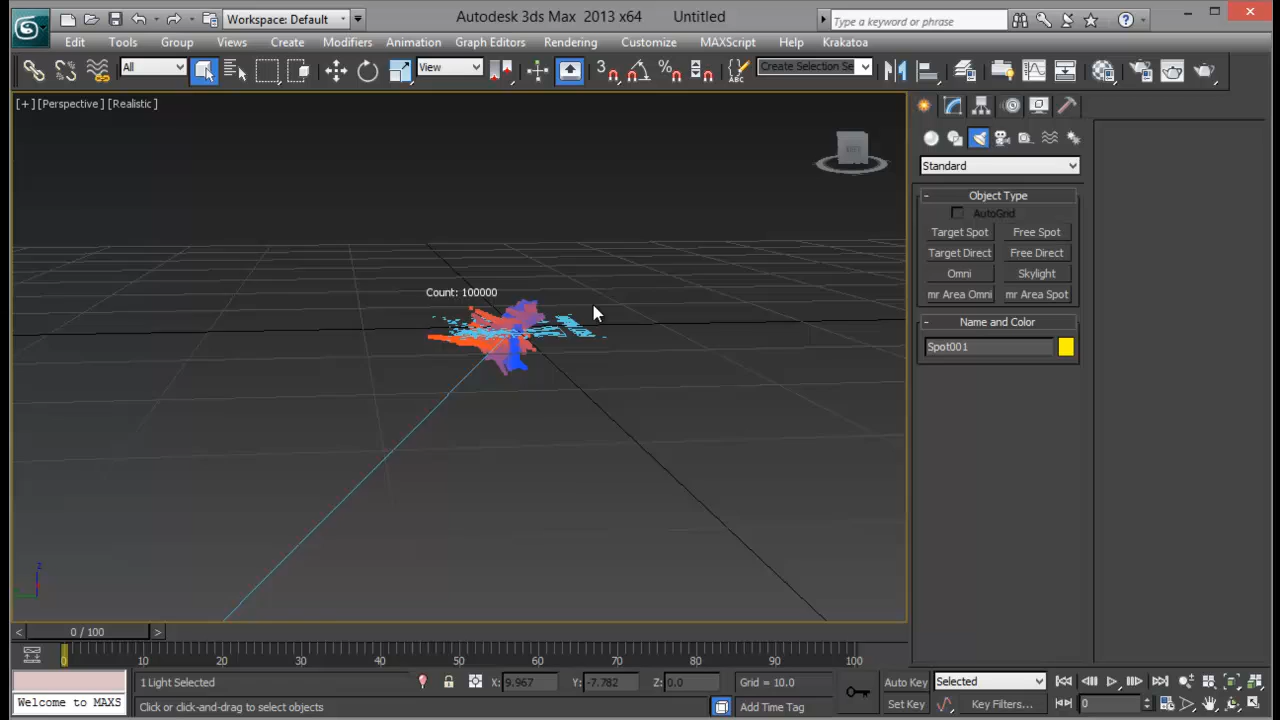 Workspace: Default
Autodesk 3ds Max 2013 x64 Untitled
Type a keyword or phrase
Edit Tools Group Views Create Modifiers Animation Graph Editors Rendering Customize MAXScript Help Krakatoa
All View Create Selection Se
[+] [Perspective ] [Realistic ]
Standard
- Object Type
AutoGrid
Target Spot Free Spot
Target Direct Free Direct
Omni Skylight
mr Area Omni mr Area Spot
- Name and Color
Spot001
Count: 100000
z
< 0 / 100 >
0 10 20 30 40 50 60 70 80 90 100
1 Light Selected X: 9.967 Y: -7.782 Z: 0.0 Grid = 10.0 Auto Key Selected
Welcome to MAXS Click or click-and-drag to select objects Add Time Tag Set Key Key Filters... 0